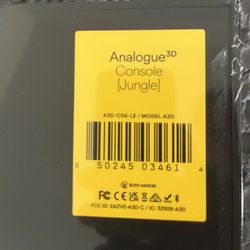 Analogue3D
Console
[Jungle]
A3D-C06-LE / MODEL A3D
6 50245 03461 4
FCC ID: 2AZVE-A3D-C / IC: 32928-A3D